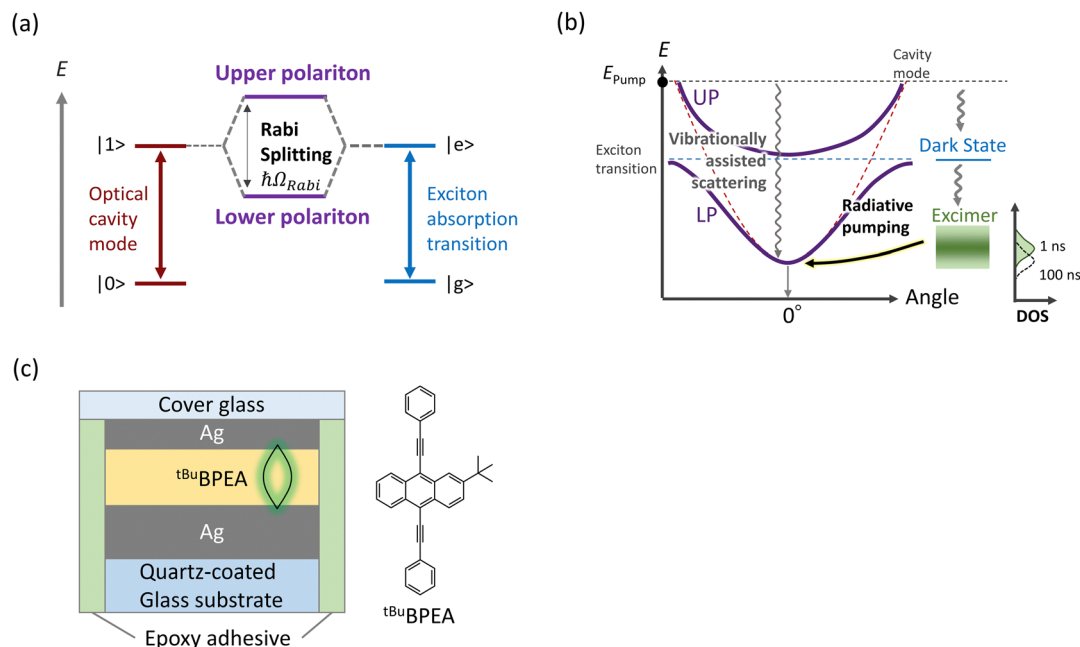 (a)
E
Upper polariton
|1>
Rabi
Splitting
ℏΩRabi
|e>
Optical
cavity
mode
Lower polariton
Exciton
absorption
transition
|0>
|g>
(b)
E
EPump
Cavity
mode
UP
Dark State
Exciton
transition
Vibrationally
assisted
scattering
LP
Radiative
pumping
Excimer
1 ns
100 ns
Angle
0°
DOS
(c)
Cover glass
Ag
tBuBPEA
Ag
Quartz-coated
Glass substrate
Epoxy adhesive
tBuBPEA